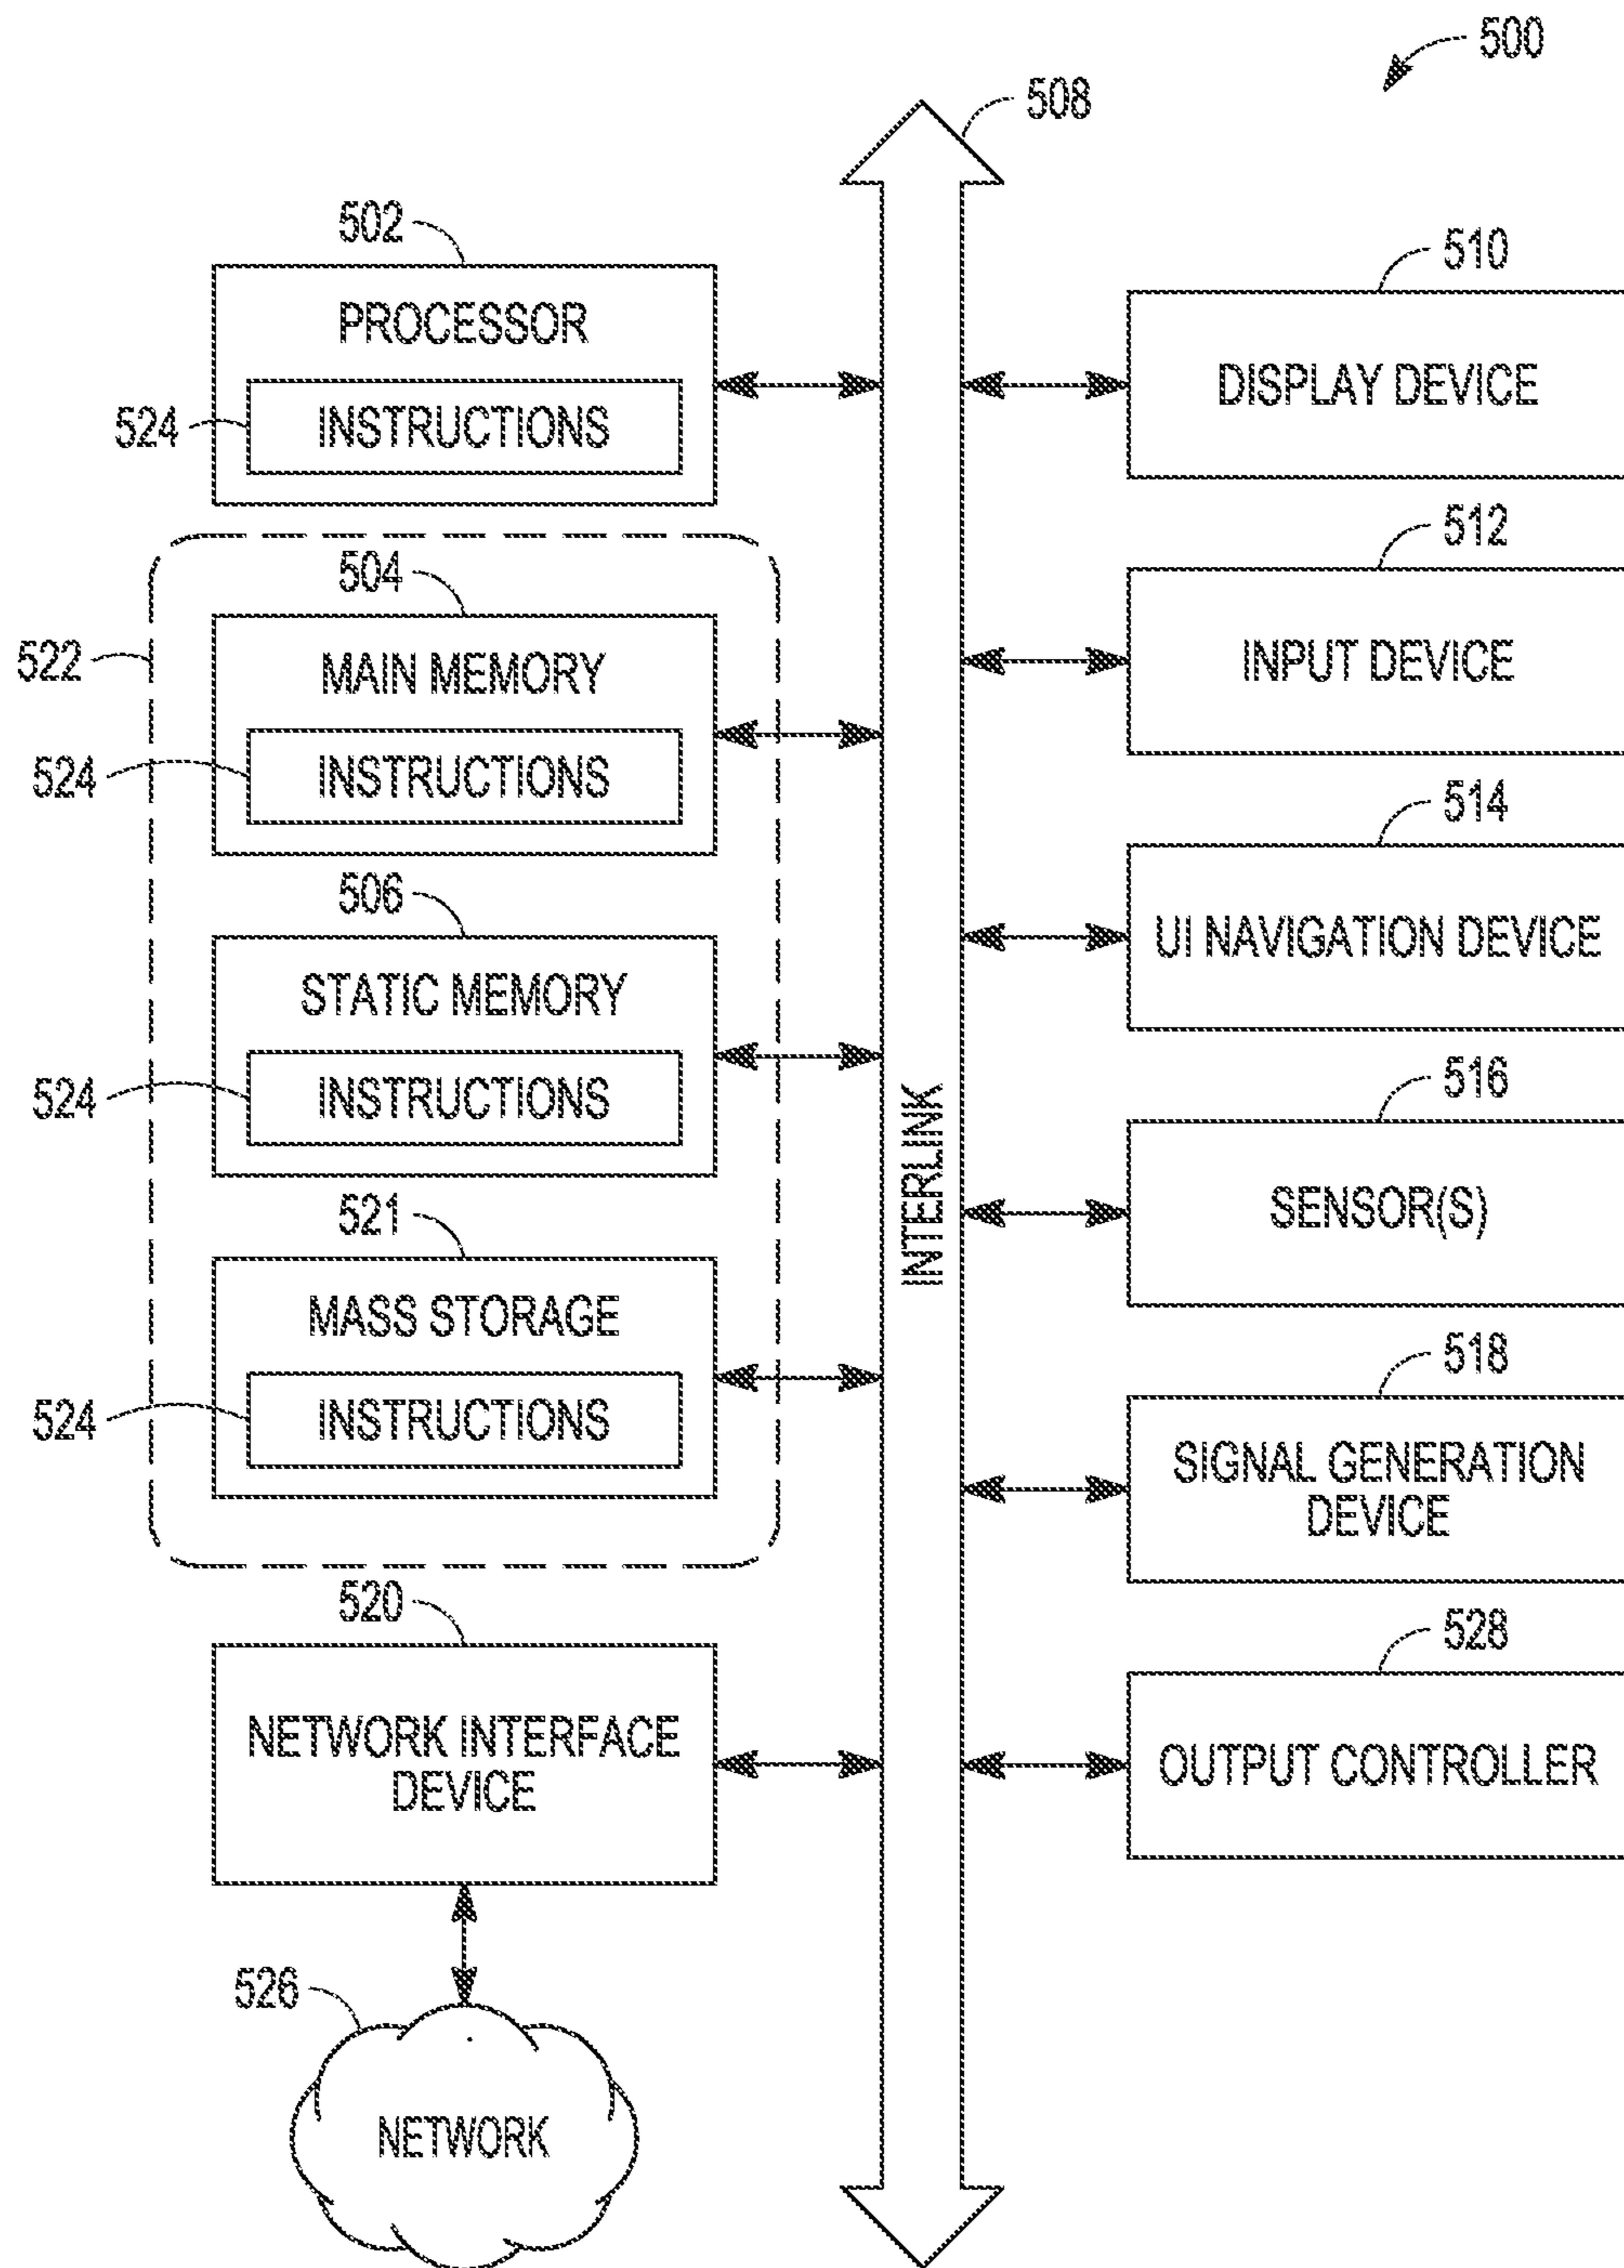 500
508
502
PROCESSOR
524
INSTRUCTIONS
522
504
MAIN MEMORY
524
INSTRUCTIONS
506
STATIC MEMORY
524
INSTRUCTIONS
521
MASS STORAGE
524
INSTRUCTIONS
520
NETWORK INTERFACE
DEVICE
526
NETWORK
INTERLINK
510
DISPLAY DEVICE
512
INPUT DEVICE
514
UI NAVIGATION DEVICE
516
SENSOR(S)
518
SIGNAL GENERATION
DEVICE
528
OUTPUT CONTROLLER